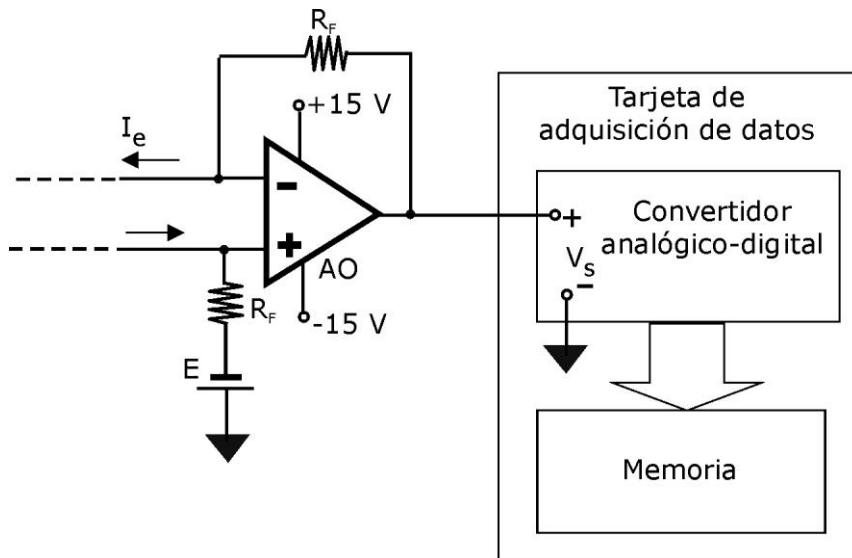 R_F
+15 V
I_e
-
+
AO
-15 V
R_F
E
Tarjeta de
adquisición de datos
Convertidor
analógico-digital
+
V_s
-
Memoria